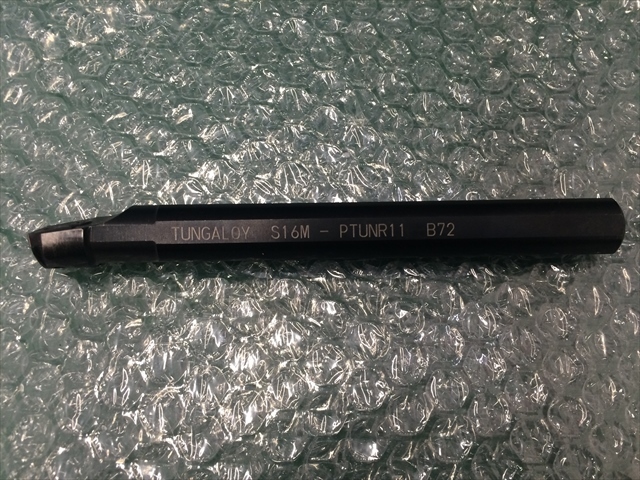 TUNGALOY S16M - PTUNR11 B72